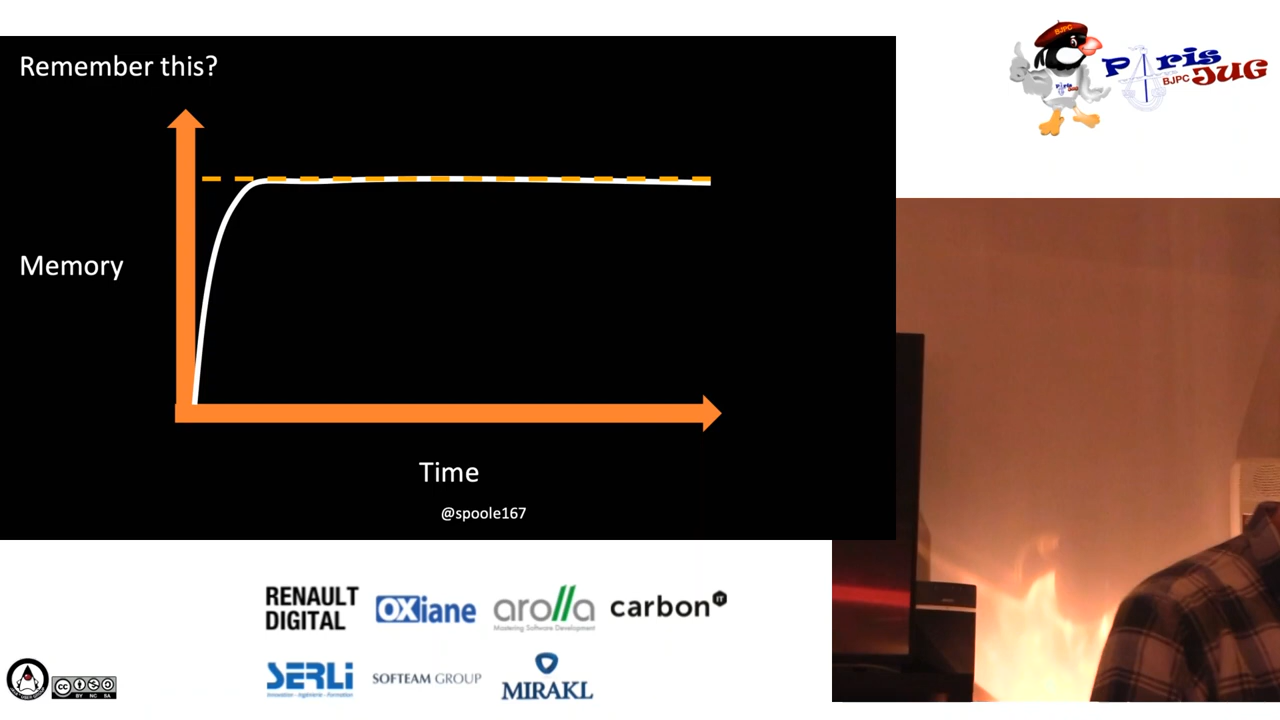 Remember this?
Memory
Time
@spoole167
BJPC
Paris
BJPC JUG
RENAULT
DIGITAL
OXiane
arolla
Mastering Software Development
carbon IT
SERLi
Innovation - Ingénierie - Formation
SOFTEAM GROUP
MIRAKL
cc
BY NC SA